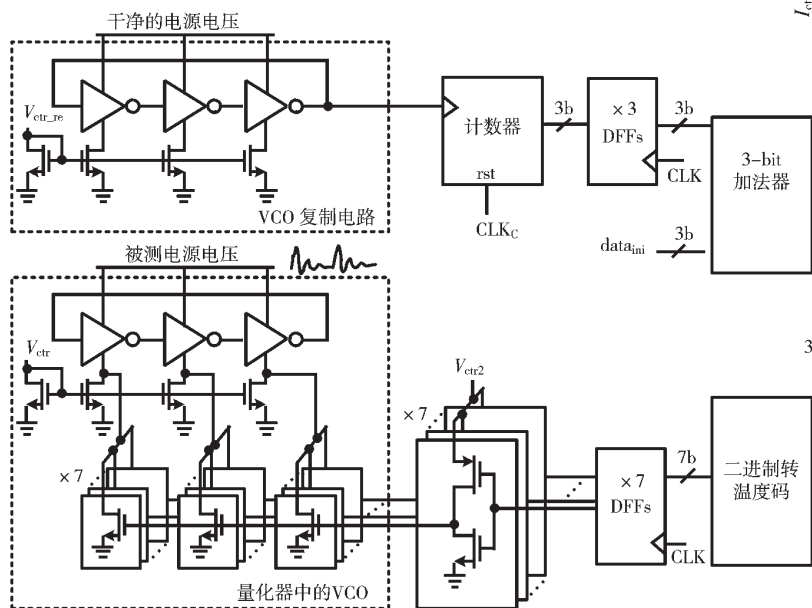 干净的电源电压
I_ct
V_ctr_re
计数器
3b
×3
DFFs
3b
rst
CLK
3-bit
加法器
VCO 复制电路
CLK_C
data_ini
3b
被测电源电压
V_ctr
3
V_ctr2
×7
×7
×7
DFFs
7b
二进制转
温度码
CLK
量化器中的VCO